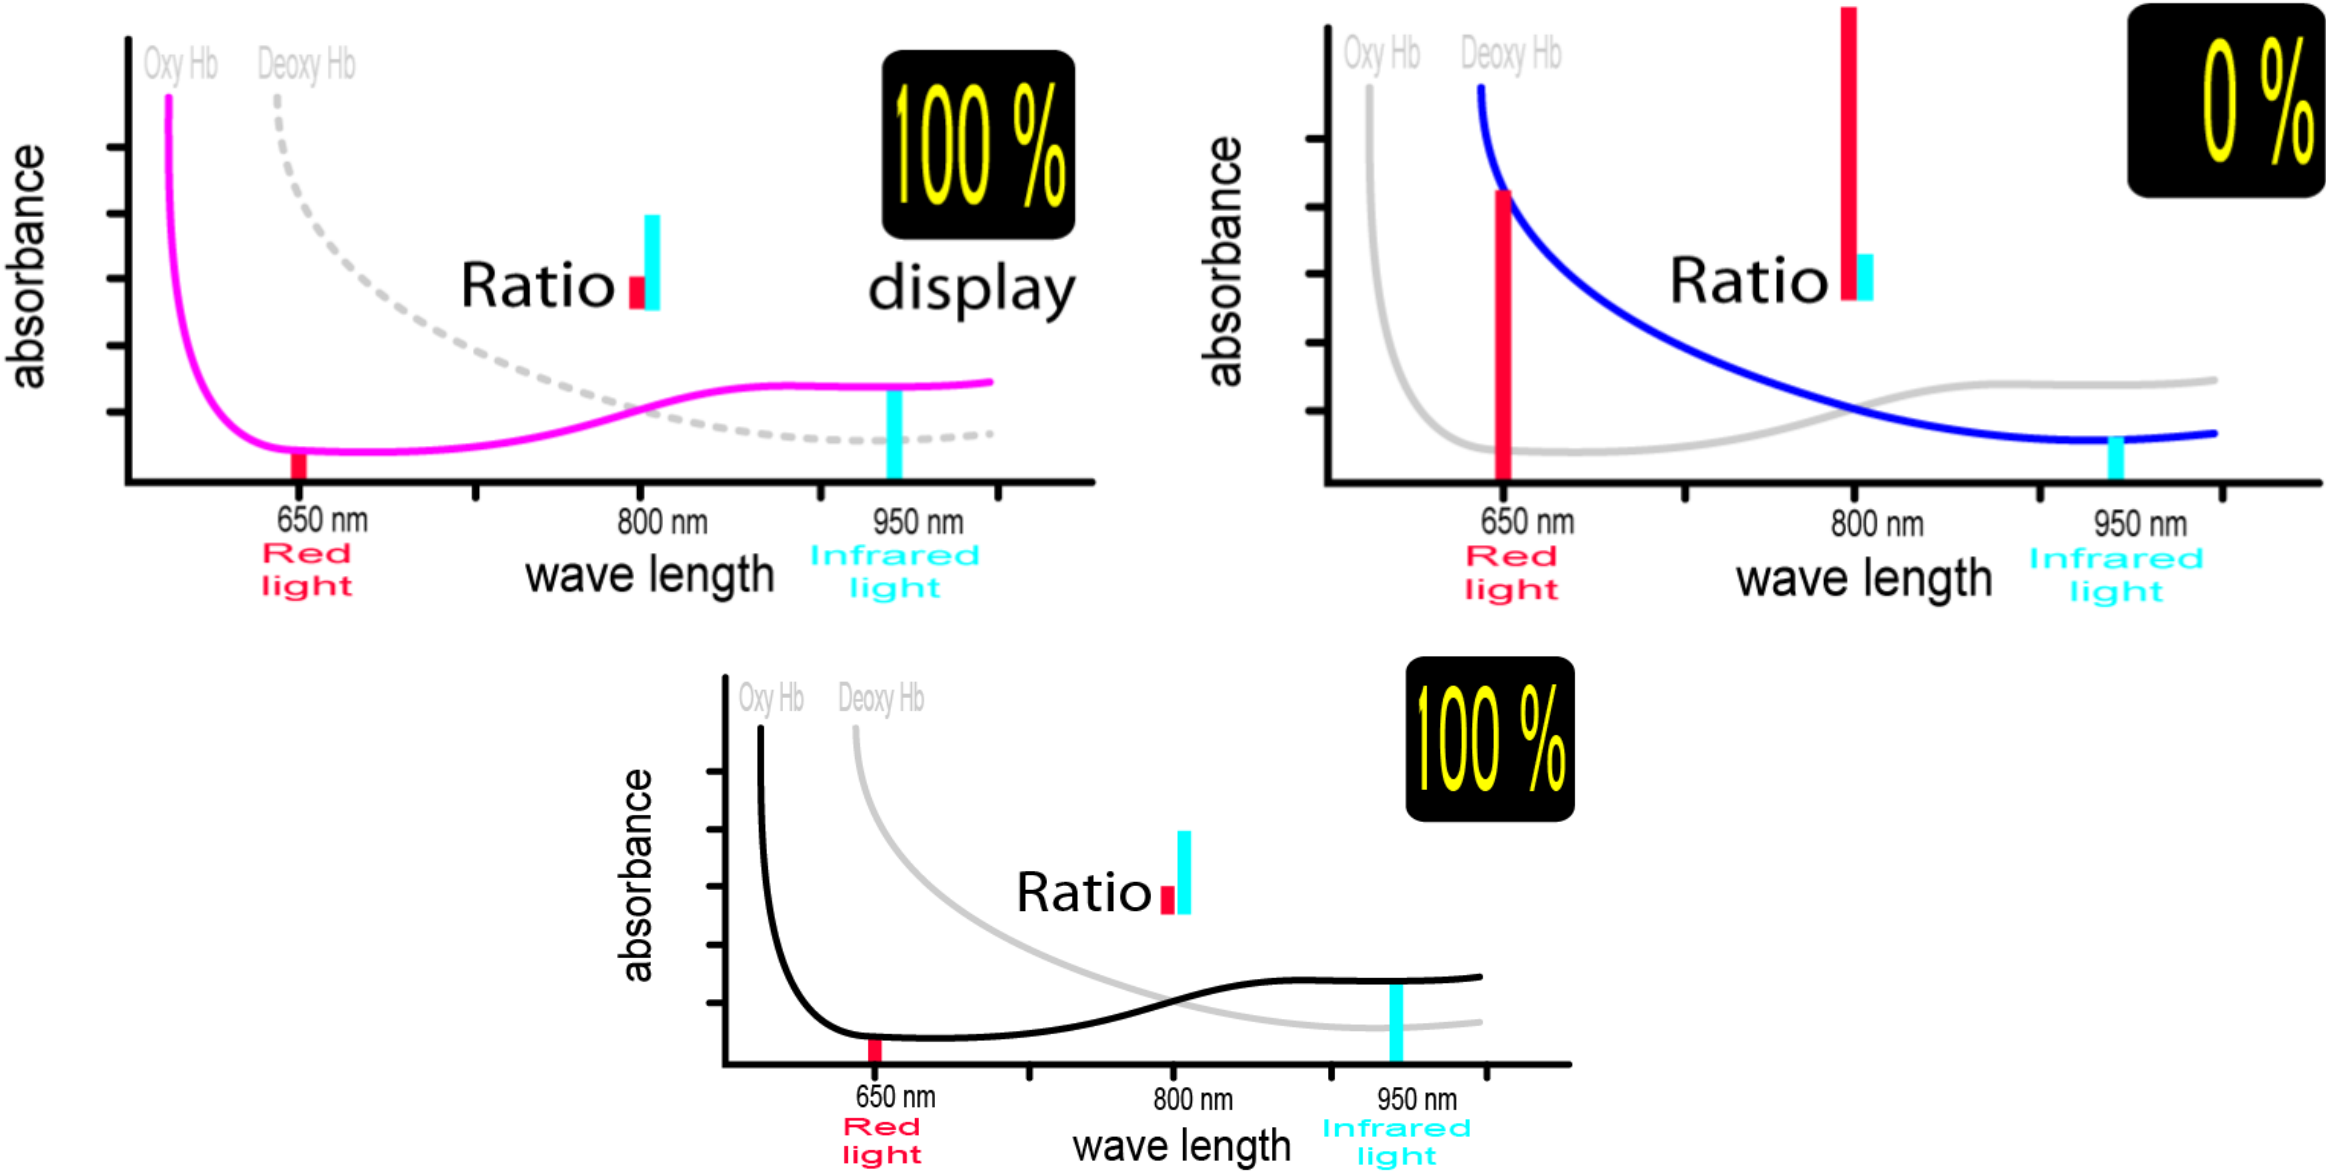 Oxy Hb
Deoxy Hb
100 %
Ratio
display
absorbance
650 nm
800 nm
950 nm
Red
light
wave length
Infrared
light
Oxy Hb
Deoxy Hb
0 %
Ratio
absorbance
650 nm
800 nm
950 nm
Red
light
wave length
Infrared
light
Oxy Hb
Deoxy Hb
100 %
Ratio
absorbance
650 nm
800 nm
950 nm
Red
light
wave length
Infrared
light